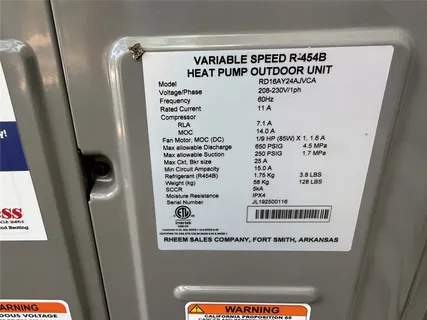 VARIABLE SPEED R-454B
HEAT PUMP OUTDOOR UNIT
Model RD16AY24AJVCA
Voltage/Phase 208-230V/1ph
Frequency 60Hz
Rated Current 11 A
Compressor
RLA 7.1 A
MOC 14.0 A
Fan Motor, MOC (DC) 1/9 HP (85W) X 1, 1.6 A
Max allowable Discharge 650 PSIG 4.5 MPa
Max allowable Suction 250 PSIG 1.7 MPa
Max Ckt, Bkr size 25 A
Min Circuit Ampacity 15.0 A
Refrigerant (R454B) 1.75 Kg 3.8 LBS
Weight (kg) 58 Kg 128 LBS
SCCR 5kA
Moisture Resistance IPX4
Serial Number JL192500116
RHEEM SALES COMPANY, FORT SMITH, ARKANSAS
y!
ss
WARNING
DOUS VOLTAGE
WARNING
CALIFORNIA PROPOSITION 65